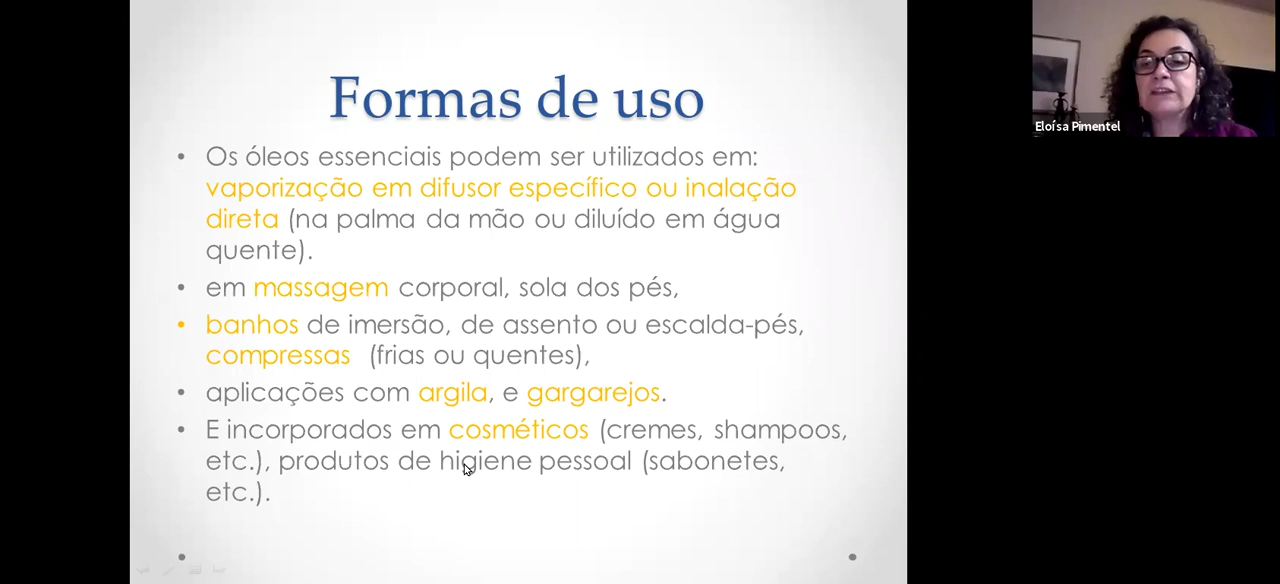 Formas de uso
• Os óleos essenciais podem ser utilizados em:
vaporização em difusor específico ou inalação
direta (na palma da mão ou diluído em água
quente).
• em massagem corporal, sola dos pés,
• banhos de imersão, de assento ou escalda-pés,
compressas (frias ou quentes),
• aplicações com argila, e gargarejos.
• E incorporados em cosméticos (cremes, shampoos,
etc.), produtos de higiene pessoal (sabonetes,
etc.).
Eloísa Pimentel